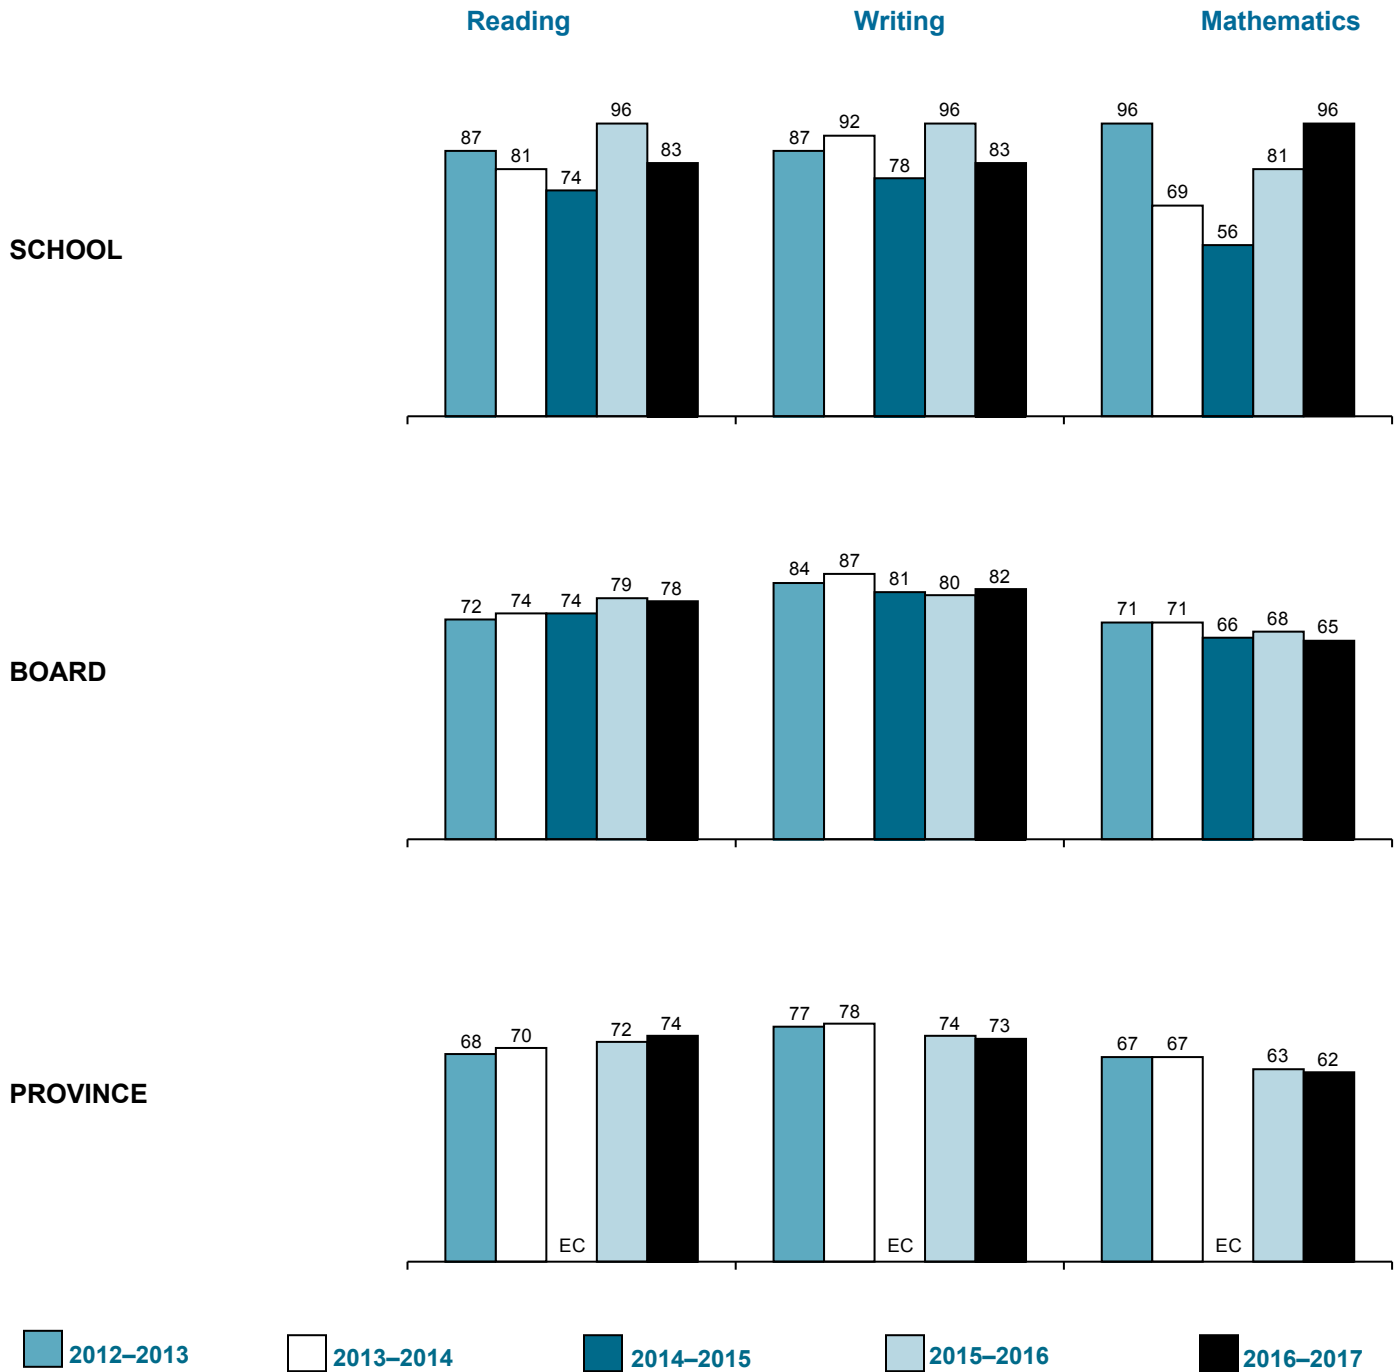 Reading Writing Mathematics
SCHOOL
87 81 74 96 83
87 92 78 96 83
96 69 56 81 96
BOARD
72 74 74 79 78
84 87 81 80 82
71 71 66 68 65
PROVINCE
68 70 EC 72 74
77 78 EC 74 73
67 67 EC 63 62
2012–2013 2013–2014 2014–2015 2015–2016 2016–2017